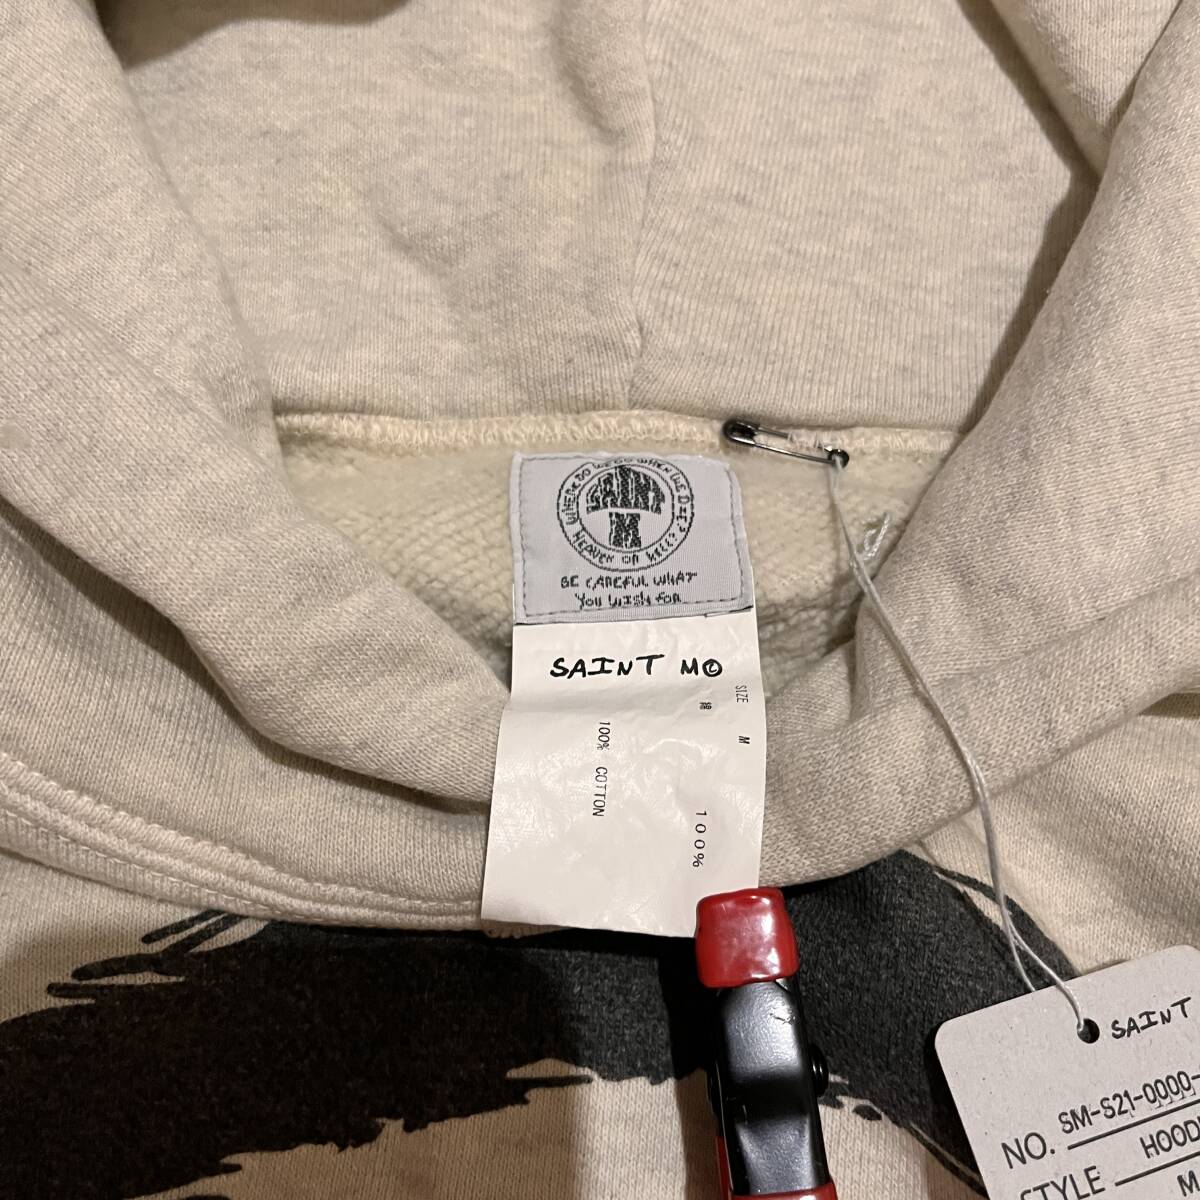 WHERE DO WE GO WHEN WE DIE?
HEAVEN OR HELL?
SAINT
M
BE CAREFUL WHAT
YOU WISH FOR
SAINT M©
SIZE M
100%
100% COTTON
SAINT
NO. SM-S21-0000-
STYLE HOOD
M